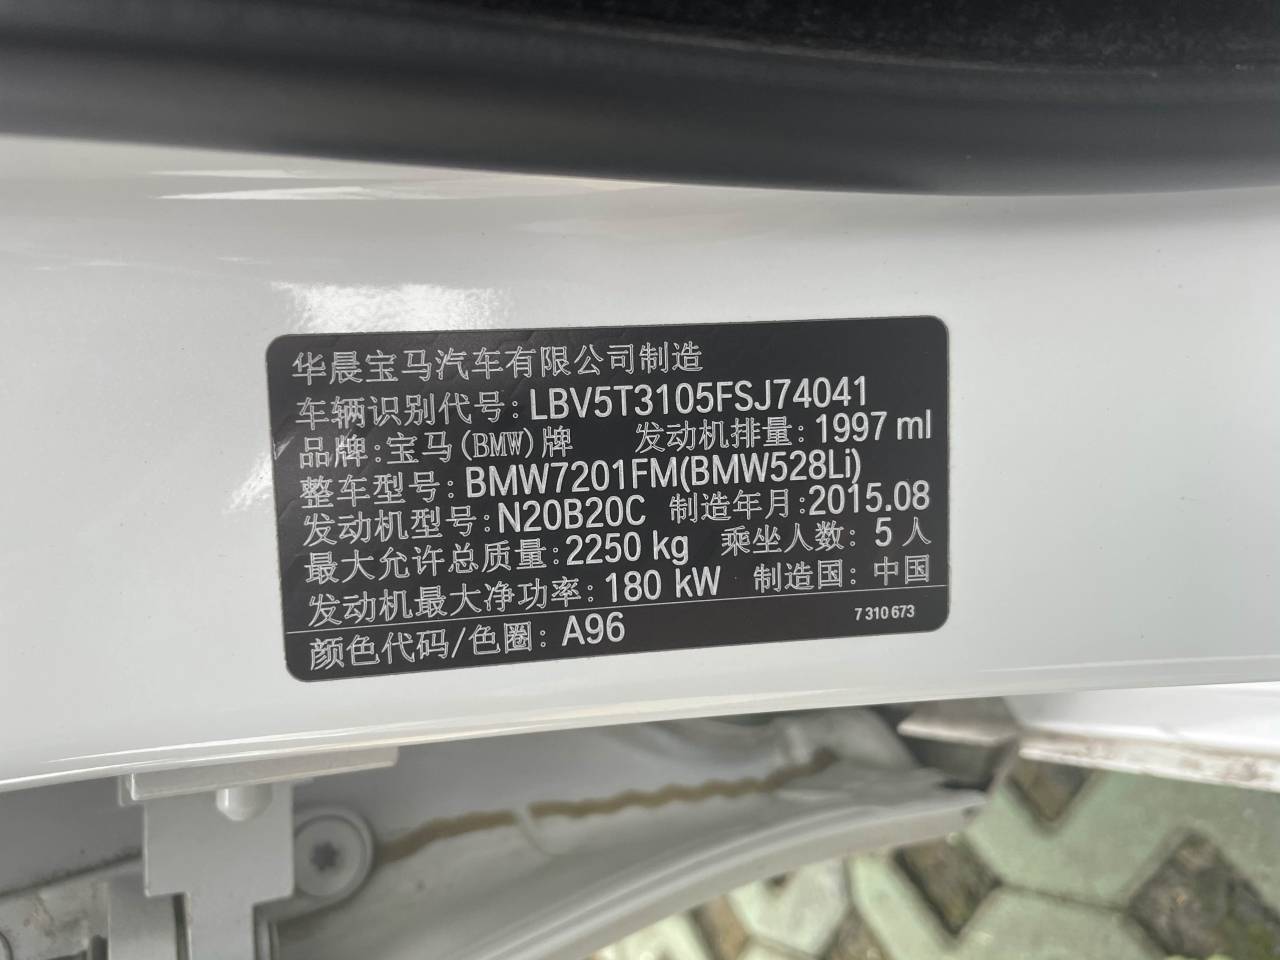 华晨宝马汽车有限公司制造
车辆识别代号: LBV5T3105FSJ74041
品牌: 宝马(BMW)牌 发动机排量: 1997 ml
整车型号: BMW7201FM(BMW528Li)
发动机型号: N20B20C 制造年月: 2015.08
最大允许总质量: 2250 kg 乘坐人数: 5 人
发动机最大净功率: 180 kW 制造国: 中国
颜色代码/色圈: A96 7 310 673